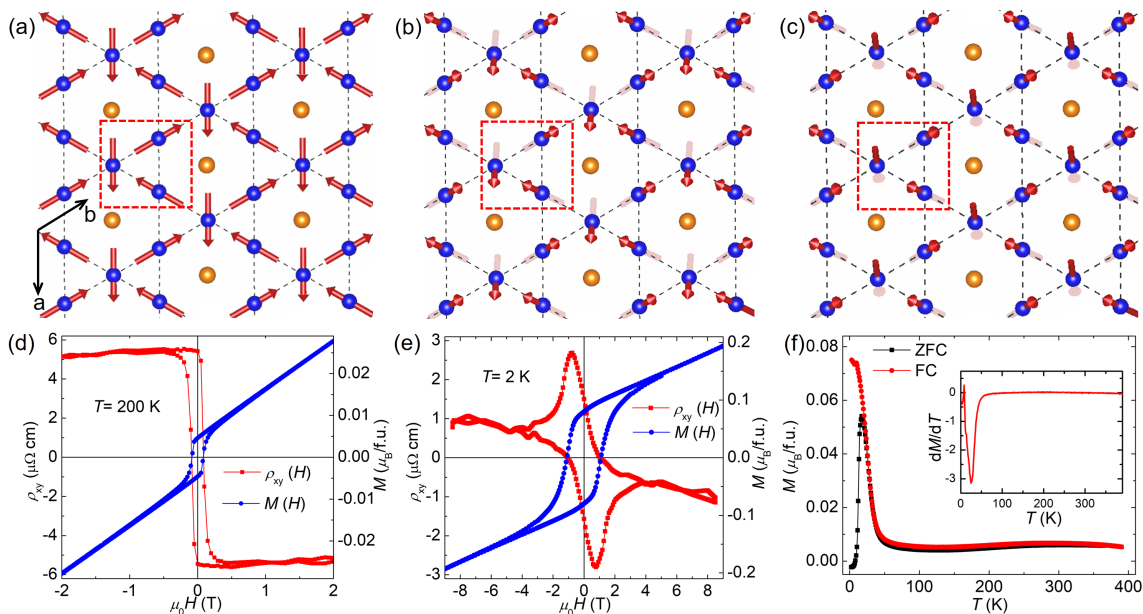 (a)
b
a
(b)
(c)
(d)
6
4
2
0
-2
-4
-6
ρxy (μΩ cm)
T= 200 K
ρxy (H)
M (H)
0.02
0.01
0.00
-0.01
-0.02
M (μB/f.u.)
-2 -1 0 1 2
μ0H (T)
(e)
3
2
1
0
-1
-2
-3
ρxy (μΩ cm)
T= 2 K
ρxy (H)
M (H)
0.2
0.1
0.0
-0.1
-0.2
M (μB/f.u.)
-8 -6 -4 -2 0 2 4 6 8
μ0H (T)
(f)
0.08
0.06
0.04
0.02
0.00
M (μB/f.u.)
ZFC
FC
0
-1
-2
-3
dM/dT
0 100 200 300
T (K)
0 100 200 300 400
T (K)